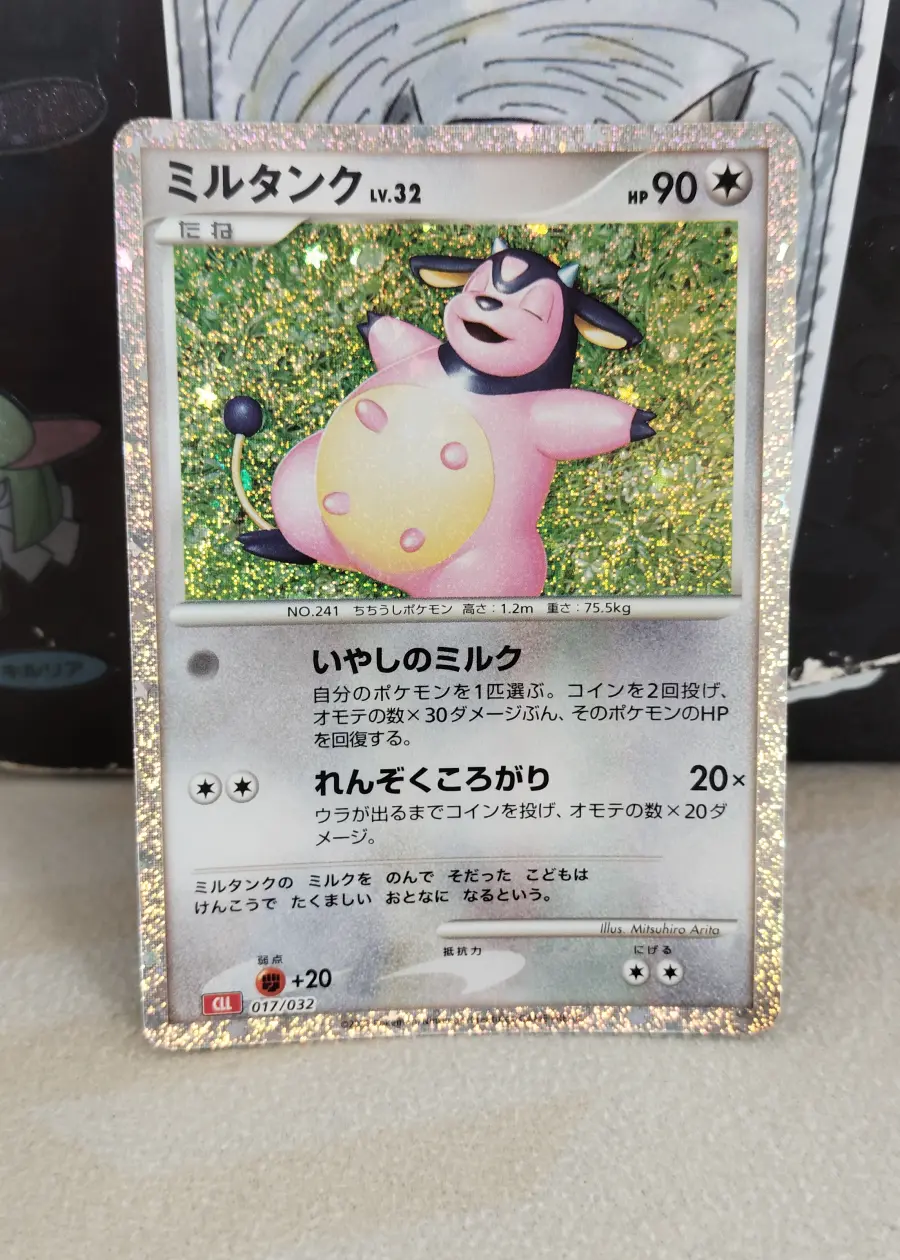 ミルタンク LV.32 HP 90
たね
NO.241 ちちうしポケモン 高さ:1.2m 重さ:75.5kg
いやしのミルク
自分のポケモンを1匹選ぶ。コインを2回投げ、
オモテの数×30ダメージぶん、そのポケモンのHP
を回復する。
れんぞくころがり 20×
ウラが出るまでコインを投げ、オモテの数×20ダ
メージ。
ミルタンクの ミルクを のんで そだった こどもは
けんこうで たくましい おとなに なるという。
Illus. Mitsuhiro Arita
弱点 抵抗力 にげる
+20
CLL 017/032
キルリア